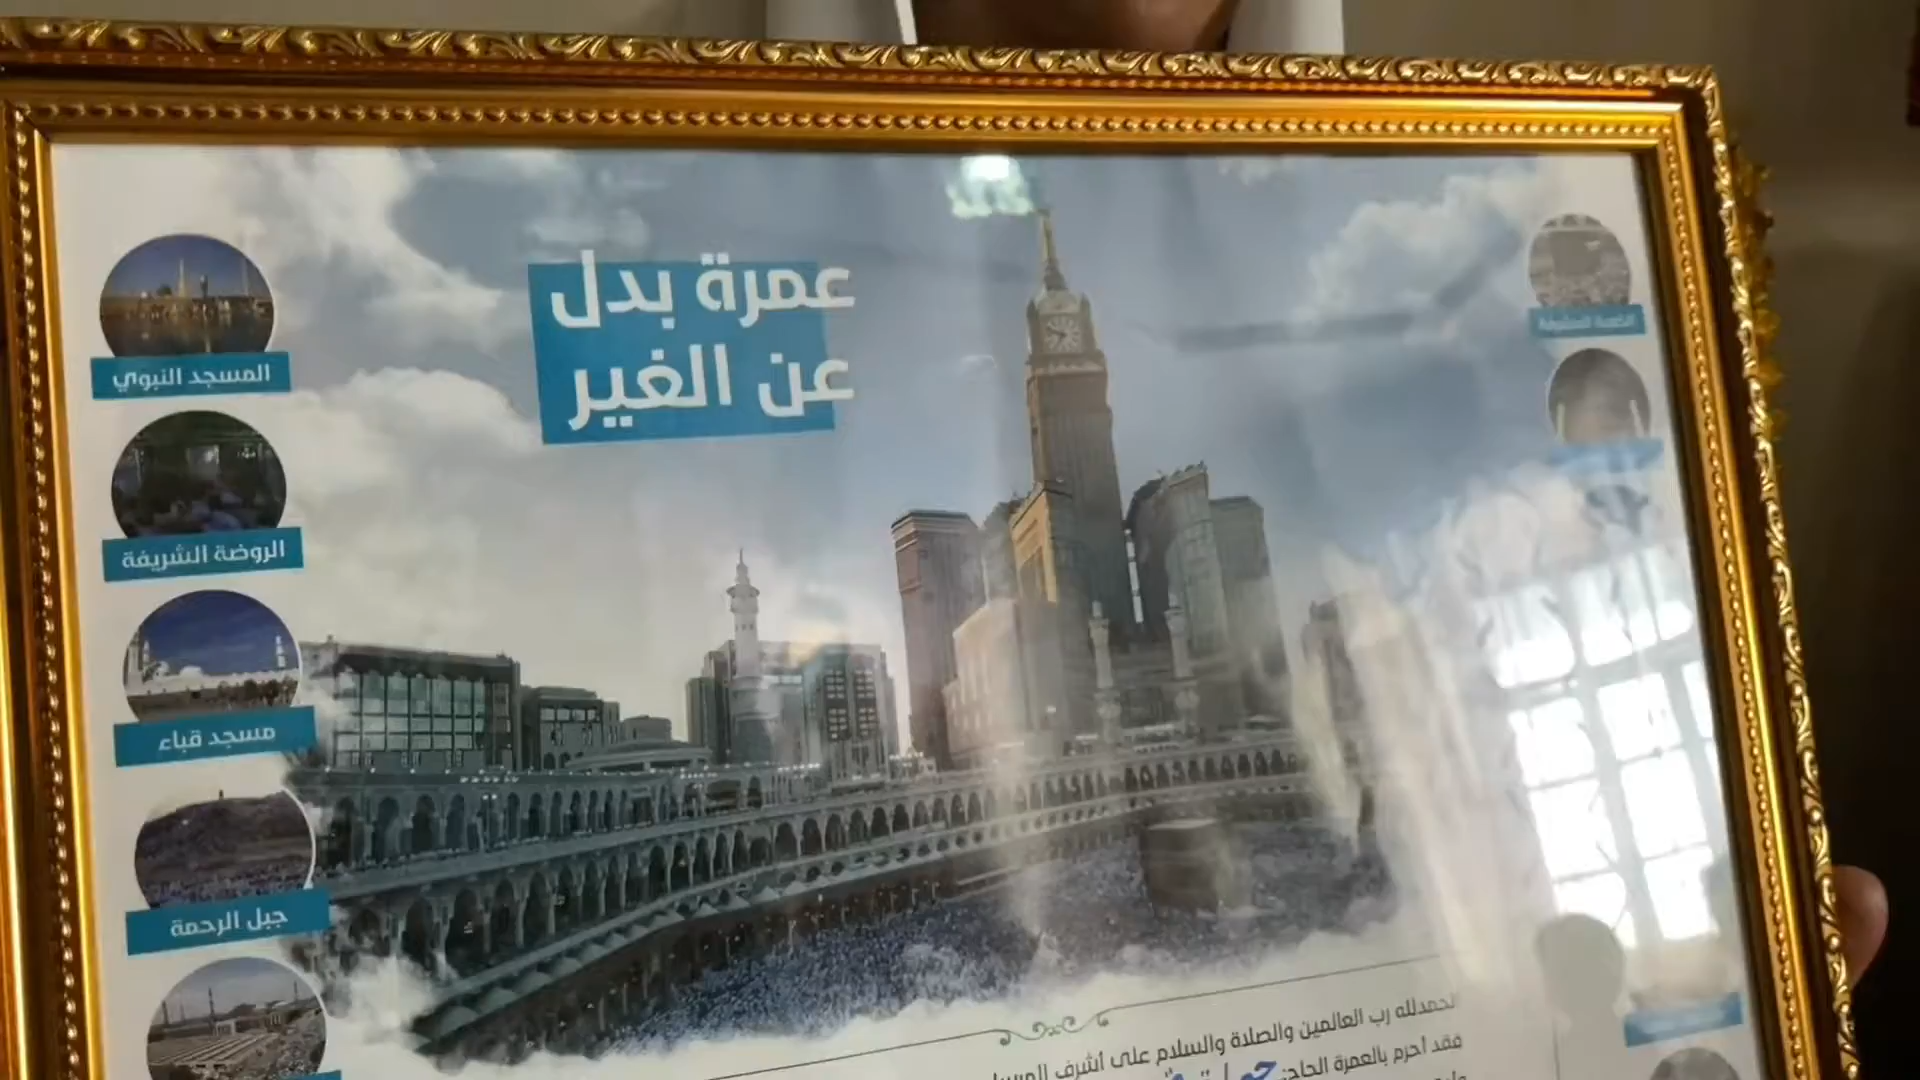 عمرة بدل
عن الغير
المسجد النبوي
الروضة الشريفة
مسجد قباء
جبل الرحمة
الحمدلله رب العالمين والصلاة والسلام على أشرف
فقد أحرم بالعمرة الحاج: